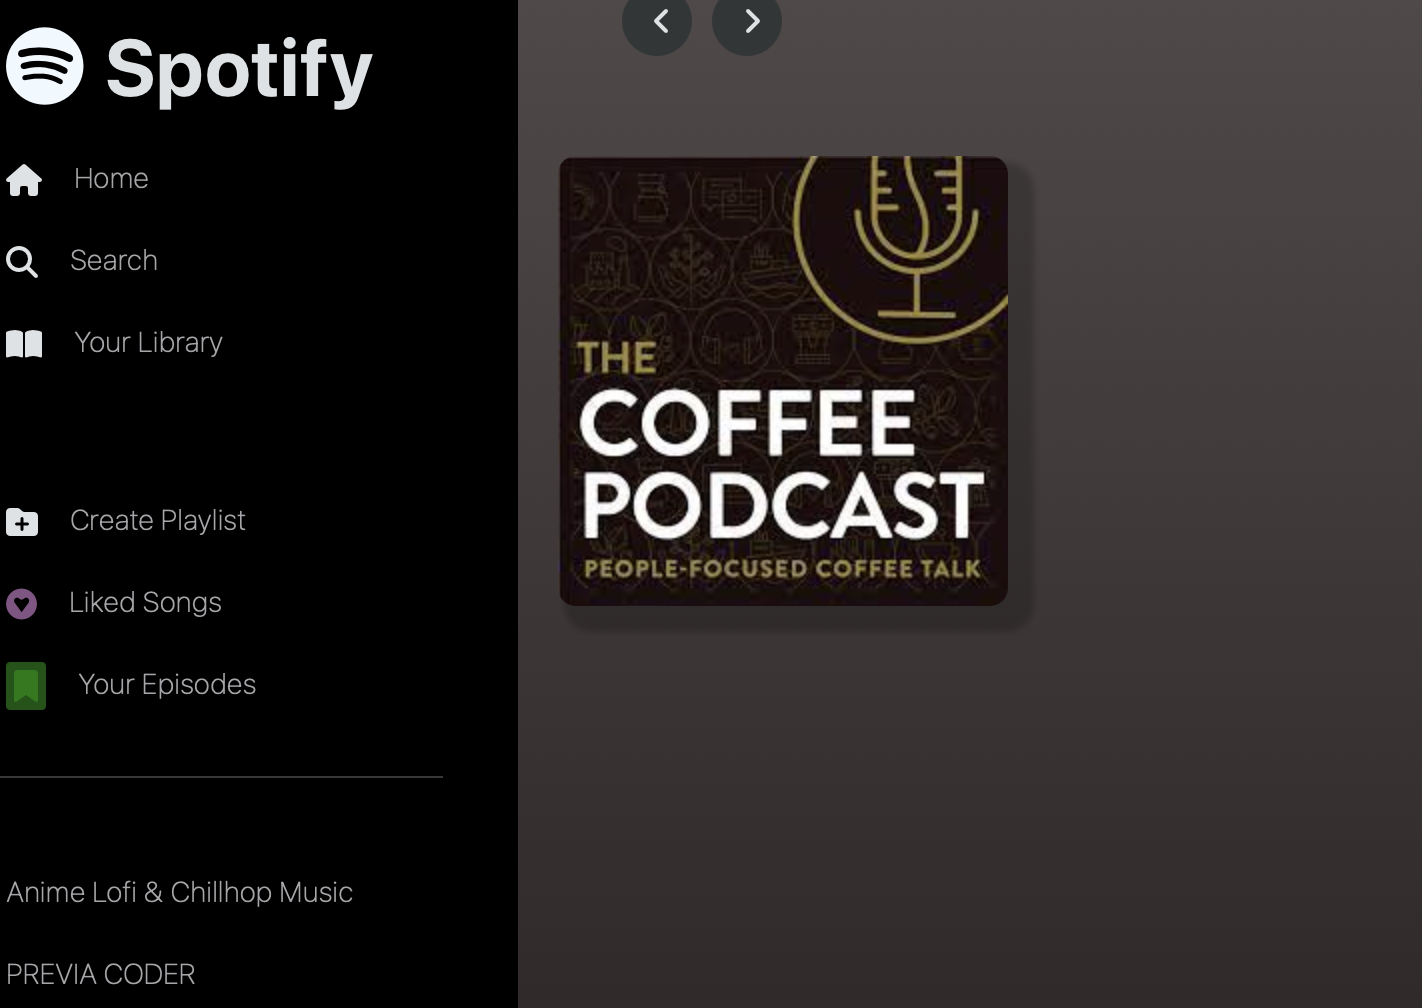 Spotify
Home
Search
Your Library
Create Playlist
Liked Songs
Your Episodes
Anime Lofi & Chillhop Music
PREVIA CODER
THE
COFFEE
PODCAST
PEOPLE-FOCUSED COFFEE TALK